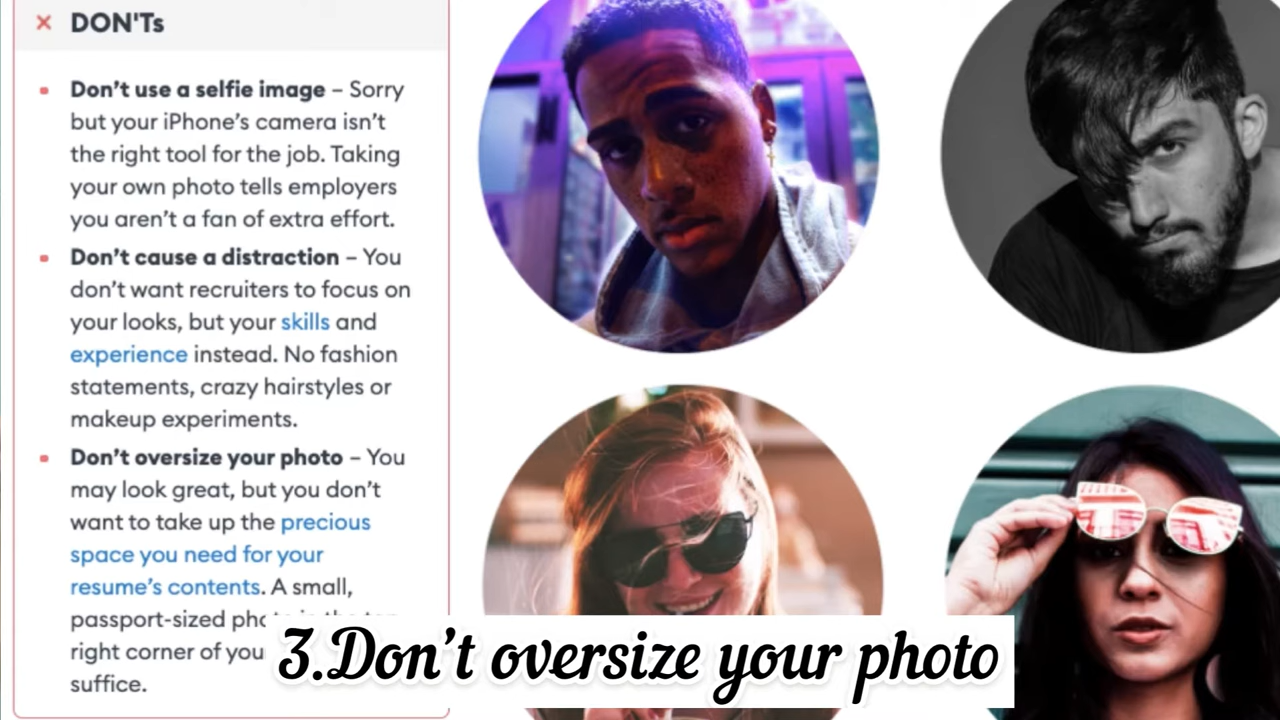 × DON'Ts
Don’t use a selfie image – Sorry
but your iPhone’s camera isn’t
the right tool for the job. Taking
your own photo tells employers
you aren’t a fan of extra effort.
Don’t cause a distraction – You
don’t want recruiters to focus on
your looks, but your skills and
experience instead. No fashion
statements, crazy hairstyles or
makeup experiments.
Don’t oversize your photo – You
may look great, but you don’t
want to take up the precious
space you need for your
resume’s contents. A small,
passport-sized
right corner of
suffice.
3.Don’t oversize your photo